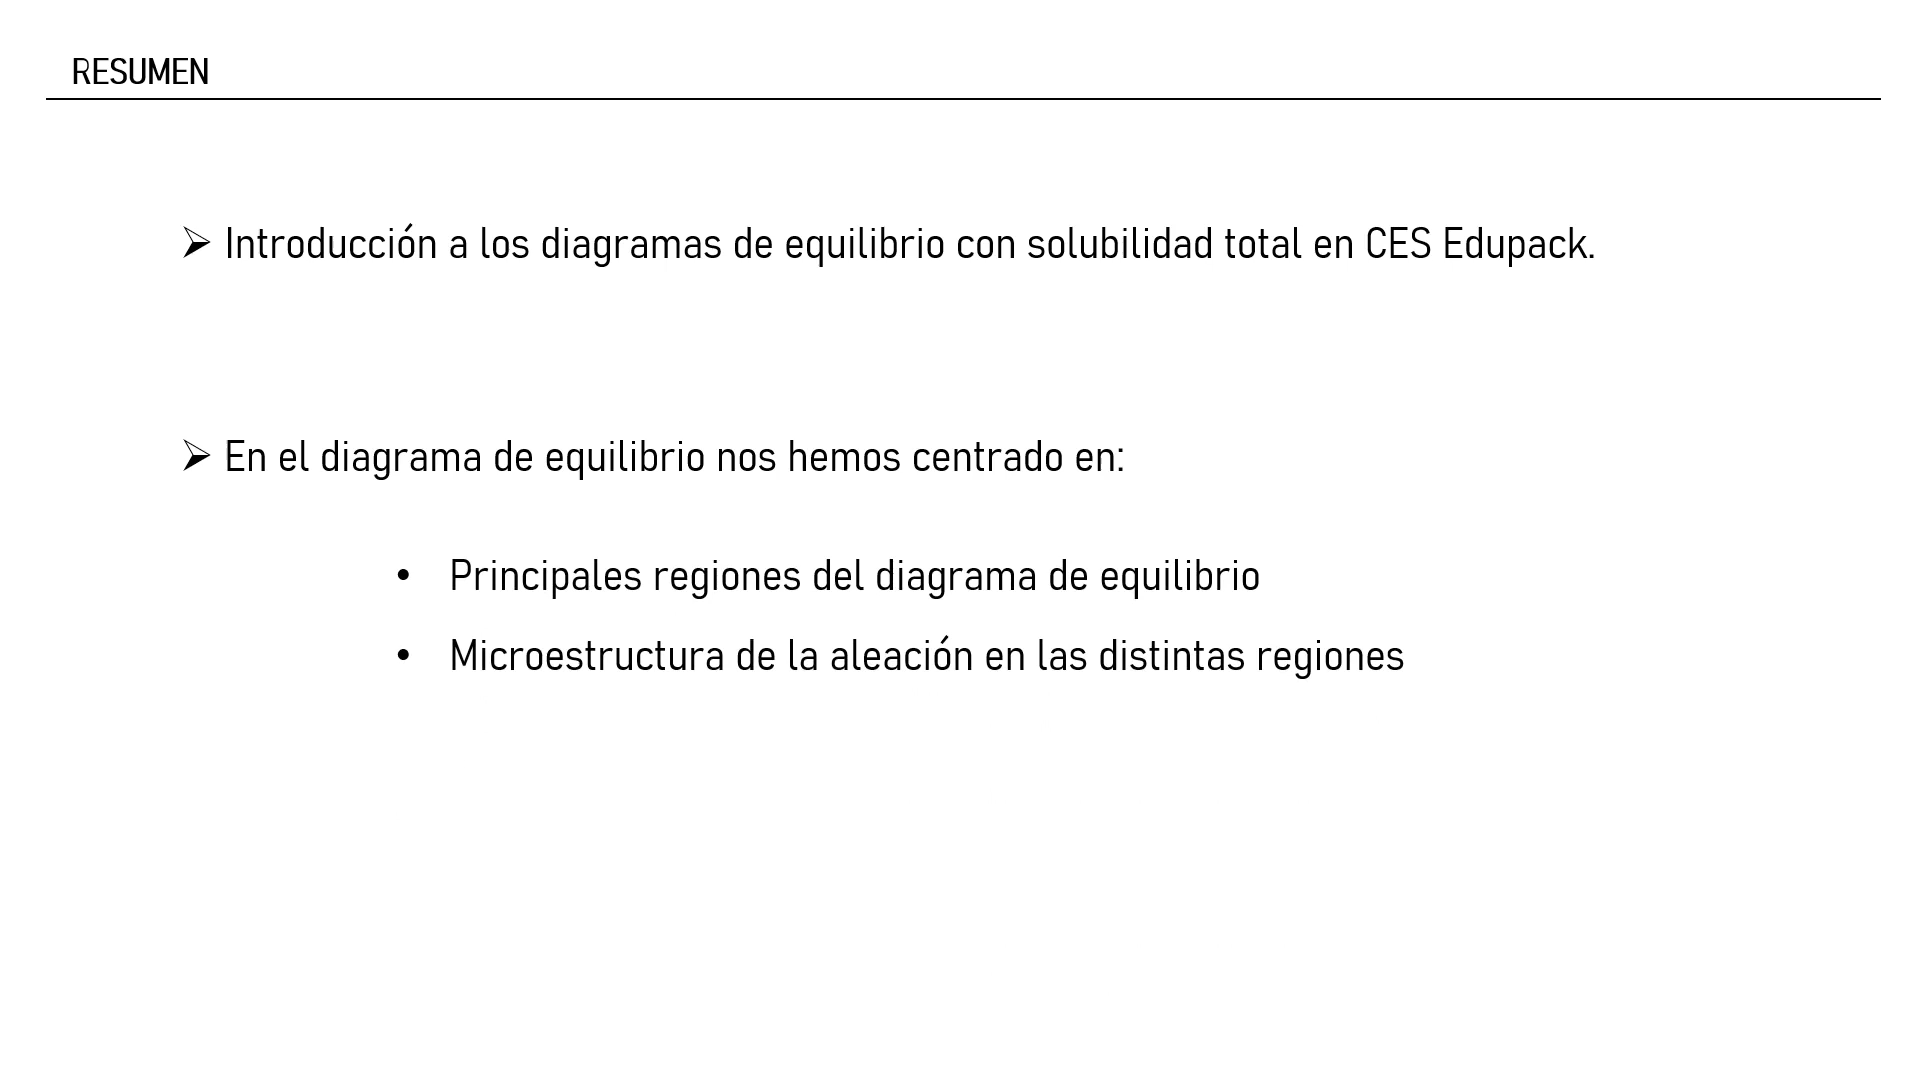 RESUMEN
➢ Introducción a los diagramas de equilibrio con solubilidad total en CES Edupack.
➢ En el diagrama de equilibrio nos hemos centrado en:
• Principales regiones del diagrama de equilibrio
• Microestructura de la aleación en las distintas regiones